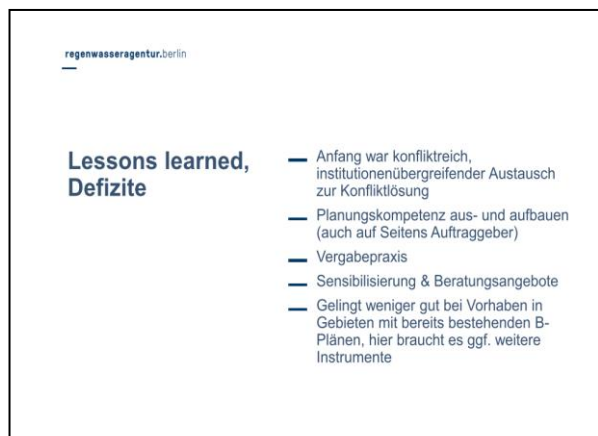 regenwasseragentur.berlin
Lessons learned,
Defizite
Anfang war konfliktreich,
institutionenübergreifender Austausch
zur Konfliktlösung
Planungskompetenz aus- und aufbauen
(auch auf Seitens Auftraggeber)
Vergabepraxis
Sensibilisierung & Beratungsangebote
Gelingt weniger gut bei Vorhaben in
Gebieten mit bereits bestehenden B-
Plänen, hier braucht es ggf. weitere
Instrumente